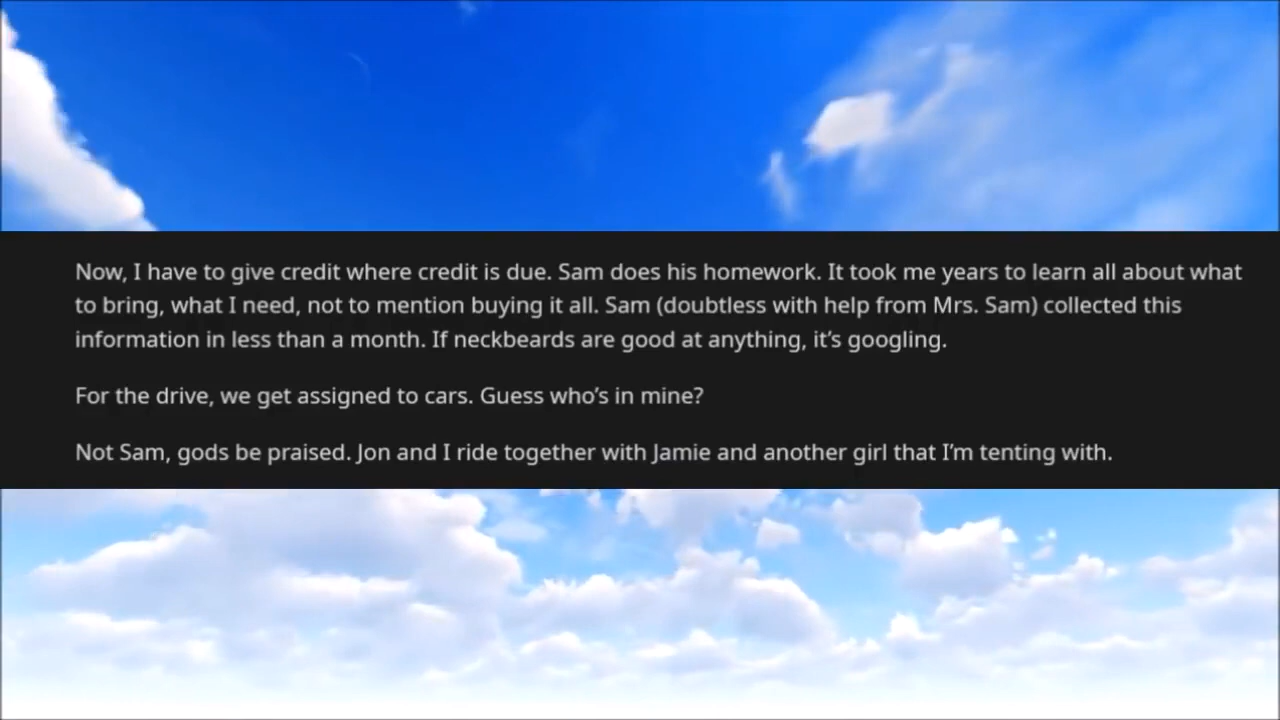 Now, I have to give credit where credit is due. Sam does his homework. It took me years to learn all about what
to bring, what I need, not to mention buying it all. Sam (doubtless with help from Mrs. Sam) collected this
information in less than a month. If neckbeards are good at anything, it’s googling.
For the drive, we get assigned to cars. Guess who’s in mine?
Not Sam, gods be praised. Jon and I ride together with Jamie and another girl that I’m tenting with.